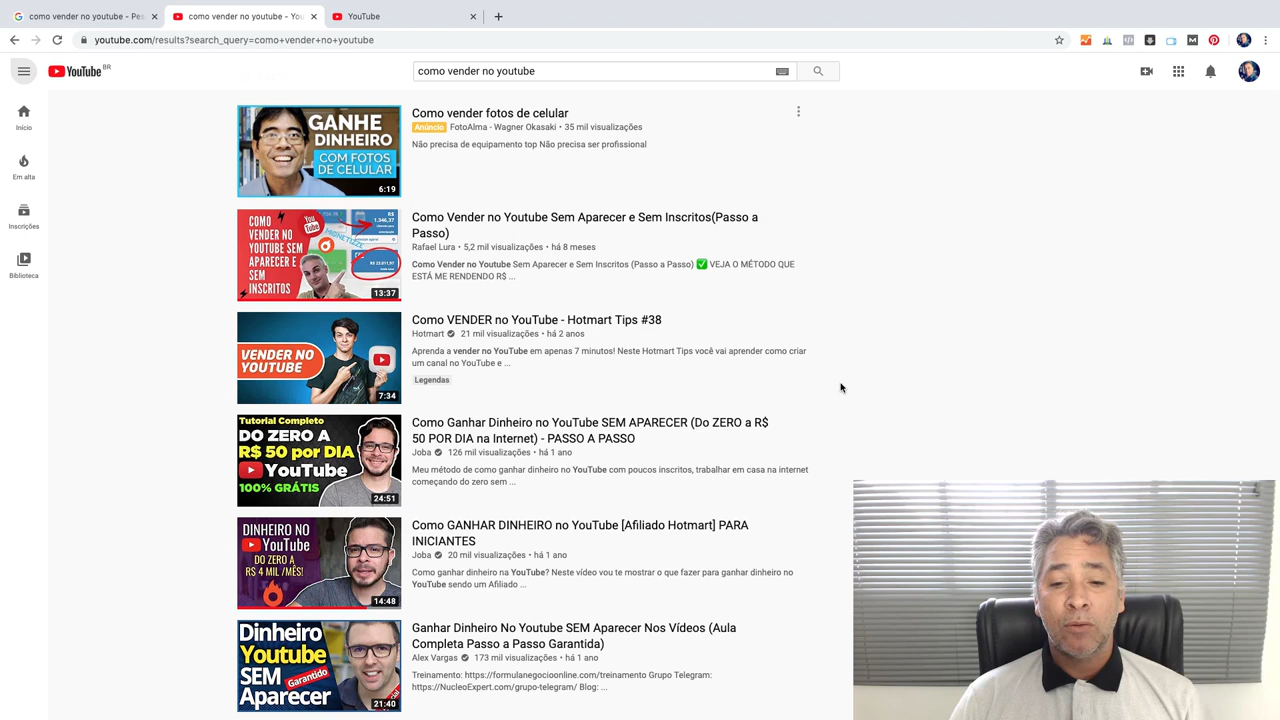 como vender no youtube - Pes
como vender no youtube - You
YouTube
youtube.com/results?search_query=como+vender+no+youtube
YouTube BR
como vender no youtube
Início
Em alta
Inscrições
Biblioteca
GANHE
DINHEIRO
COM FOTOS
DE CELULAR
6:19
Como vender fotos de celular
Anúncio FotoAlma - Wagner Okasaki • 35 mil visualizações
Não precisa de equipamento top Não precisa ser profissional
COMO
VENDER NO
YOUTUBE SEM
APARECER E
SEM
INSCRITOS
You
Tube
MONETIZZE
13:37
Como Vender no Youtube Sem Aparecer e Sem Inscritos(Passo a
Passo)
Rafael Lura • 5,2 mil visualizações • há 8 meses
Como Vender no Youtube Sem Aparecer e Sem Inscritos (Passo a Passo) ✅ VEJA O MÉTODO QUE
ESTÁ ME RENDENDO R$ ...
VENDER NO
YOUTUBE
7:34
Como VENDER no YouTube - Hotmart Tips #38
Hotmart 21 mil visualizações • há 2 anos
Aprenda a vender no YouTube em apenas 7 minutos! Neste Hotmart Tips você vai aprender como criar
um canal no YouTube e ...
Legendas
Tutorial Completo
DO ZERO A
R$ 50 por DIA
YouTube
100% GRÁTIS
24:51
Como Ganhar Dinheiro no YouTube SEM APARECER (Do ZERO a R$
50 POR DIA na Internet) - PASSO A PASSO
Joba 126 mil visualizações • há 1 ano
Meu método de como ganhar dinheiro no YouTube com poucos inscritos, trabalhar em casa na internet
começando do zero sem ...
DINHEIRO NO
YouTube
DO ZERO A
R$ 4 MIL /MÊS!
14:48
Como GANHAR DINHEIRO no YouTube [Afiliado Hotmart] PARA
INICIANTES
Joba 20 mil visualizações • há 1 ano
Como ganhar dinheiro na YouTube? Neste vídeo vou te mostrar o que fazer para ganhar dinheiro no
YouTube sendo um Afiliado ...
Dinheiro
Youtube
SEM Garantido
Aparecer
21:40
Ganhar Dinheiro No Youtube SEM Aparecer Nos Vídeos (Aula
Completa Passo a Passo Garantida)
Alex Vargas 173 mil visualizações • há 1 ano
Treinamento: https://formulanegocioonline.com/treinamento Grupo Telegram:
https://NucleoExpert.com/grupo-telegram/ Blog: ...